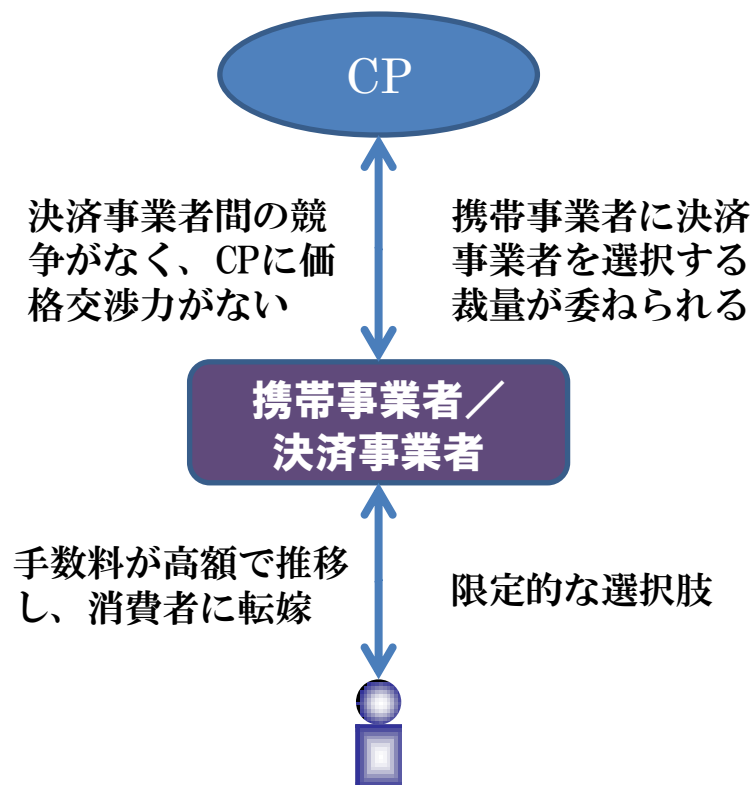 CP
決済事業者間の競
争がなく、CPに価
格交渉力がない
携帯事業者に決済
事業者を選択する
裁量が委ねられる
携帯事業者／
決済事業者
手数料が高額で推移
し、消費者に転嫁
限定的な選択肢